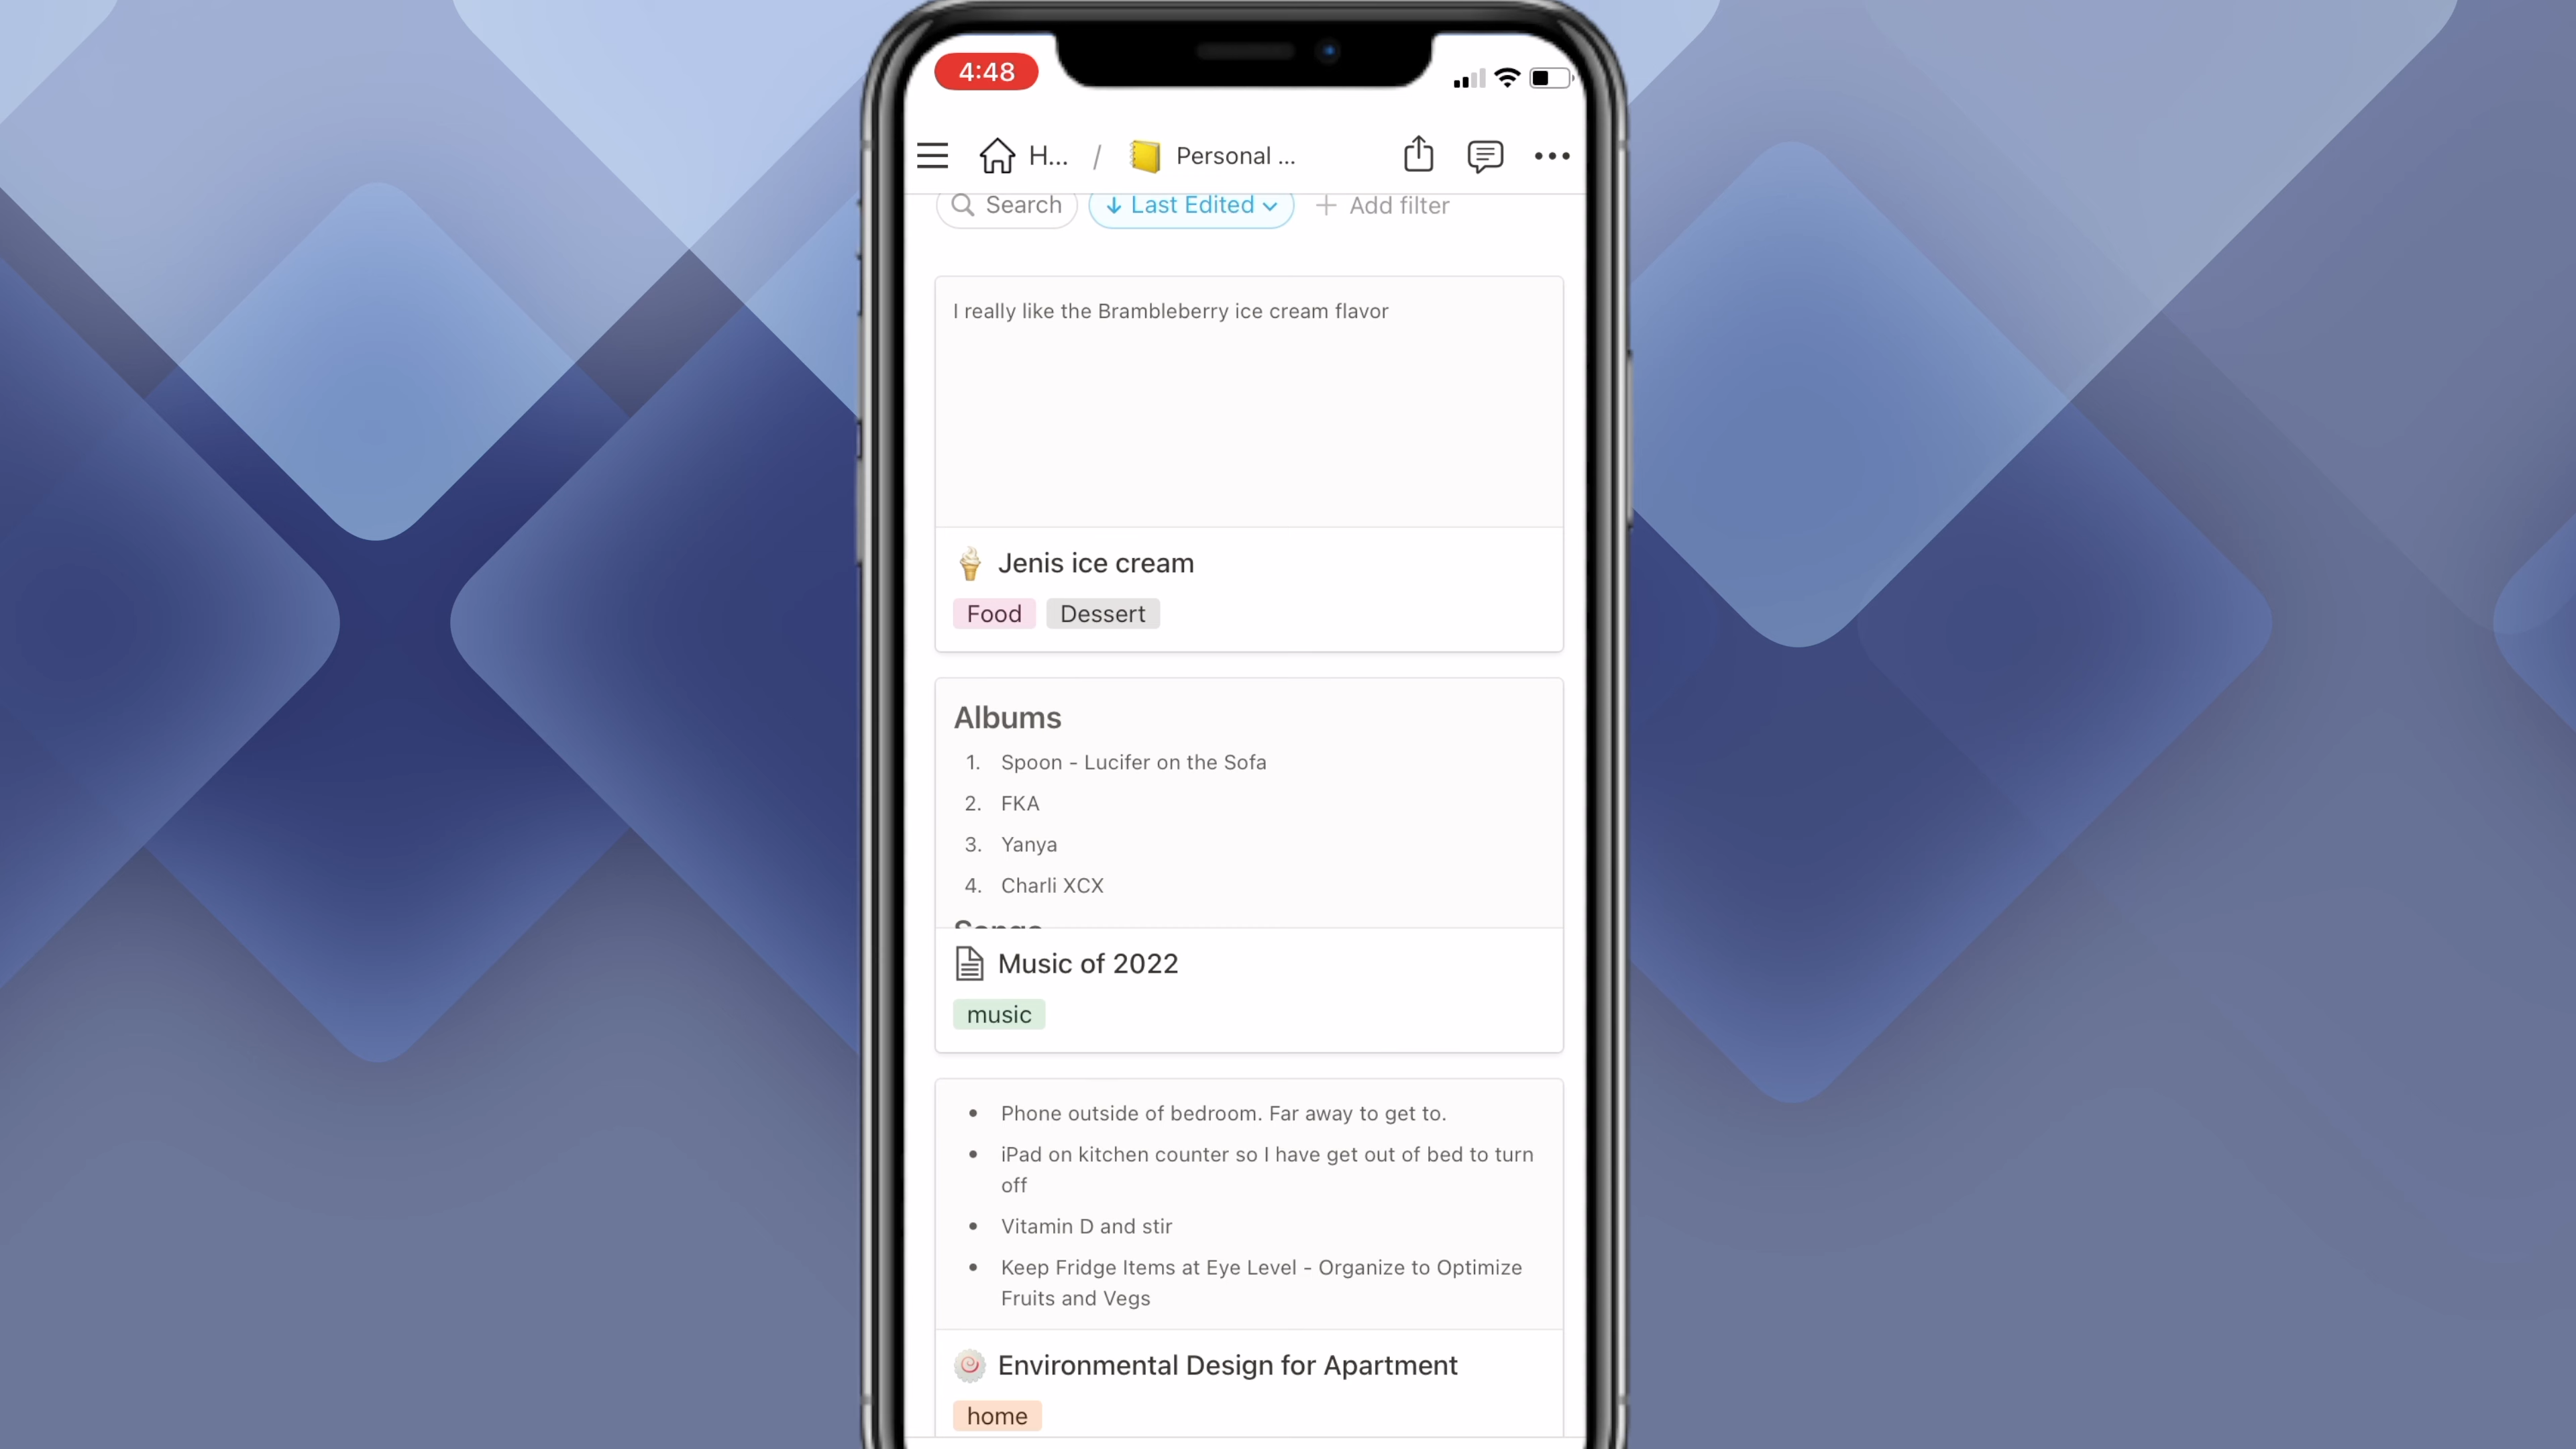 4:48
H... / Personal ...
Search Last Edited Add filter
I really like the Brambleberry ice cream flavor
Jenis ice cream
Food Dessert
Albums
1. Spoon - Lucifer on the Sofa
2. FKA
3. Yanya
4. Charli XCX
Songs
Music of 2022
music
• Phone outside of bedroom. Far away to get to.
• iPad on kitchen counter so I have get out of bed to turn
off
• Vitamin D and stir
• Keep Fridge Items at Eye Level - Organize to Optimize
Fruits and Vegs
Environmental Design for Apartment
home